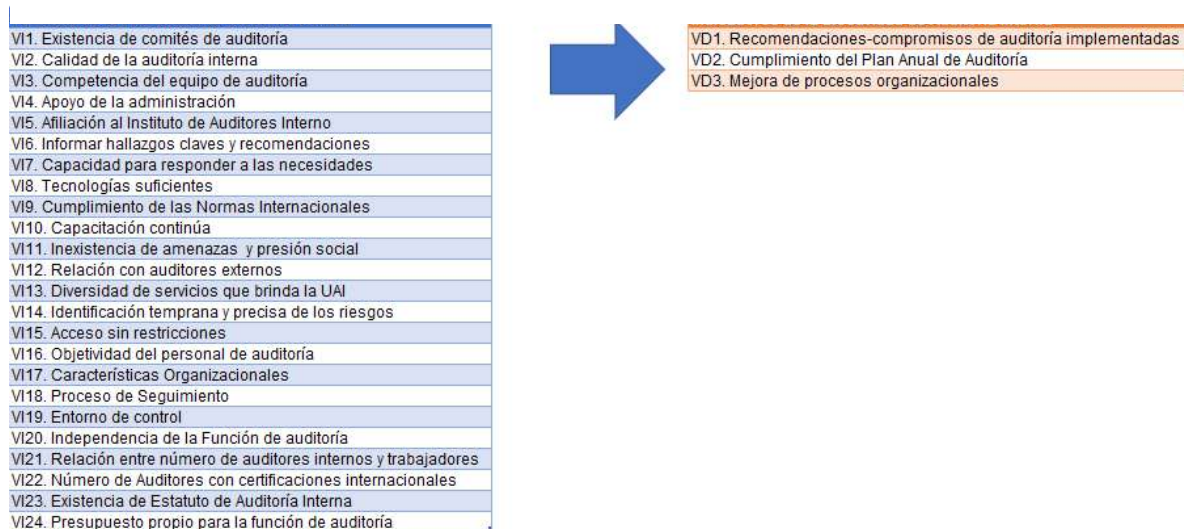 VI1. Existencia de comités de auditoría
VI2. Calidad de la auditoría interna
VI3. Competencia del equipo de auditoría
VI4. Apoyo de la administración
VI5. Afiliación al Instituto de Auditores Interno
VI6. Informar hallazgos claves y recomendaciones
VI7. Capacidad para responder a las necesidades
VI8. Tecnologías suficientes
VI9. Cumplimiento de las Normas Internacionales
VI10. Capacitación continúa
VI11. Inexistencia de amenazas y presión social
VI12. Relación con auditores externos
VI13. Diversidad de servicios que brinda la UAI
VI14. Identificación temprana y precisa de los riesgos
VI15. Acceso sin restricciones
VI16. Objetividad del personal de auditoría
VI17. Características Organizacionales
VI18. Proceso de Seguimiento
VI19. Entorno de control
VI20. Independencia de la Función de auditoría
VI21. Relación entre número de auditores internos y trabajadores
VI22. Número de Auditores con certificaciones internacionales
VI23. Existencia de Estatuto de Auditoría Interna
VI24. Presupuesto propio para la función de auditoría
VD1. Recomendaciones-compromisos de auditoría implementadas
VD2. Cumplimiento del Plan Anual de Auditoría
VD3. Mejora de procesos organizacionales